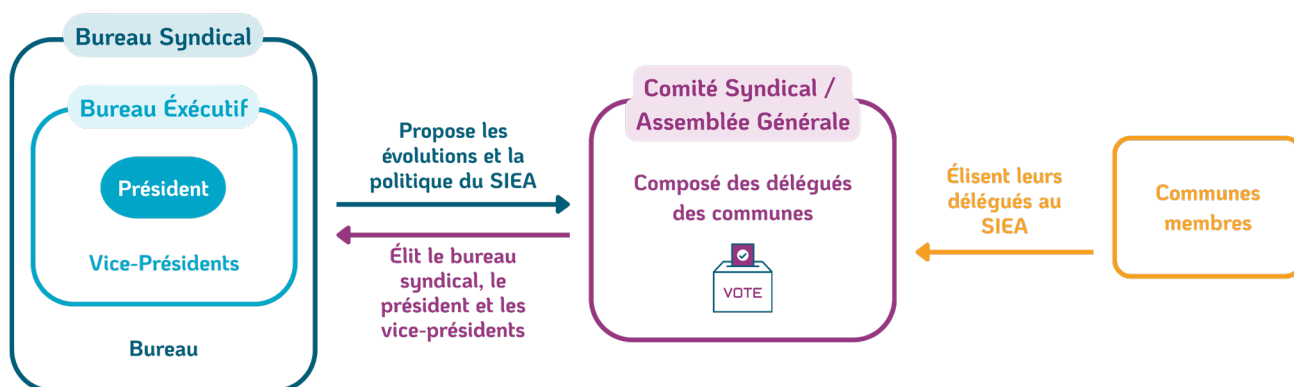 Bureau Syndical
Bureau Éxécutif
Président
Vice-Présidents
Bureau
Propose les
évolutions et la
politique du SIEA
Élit le bureau
syndical, le
président et les
vice-présidents
Comité Syndical /
Assemblée Générale
Composé des délégués
des communes
VOTE
Élisent leurs
délégués au
SIEA
Communes
membres